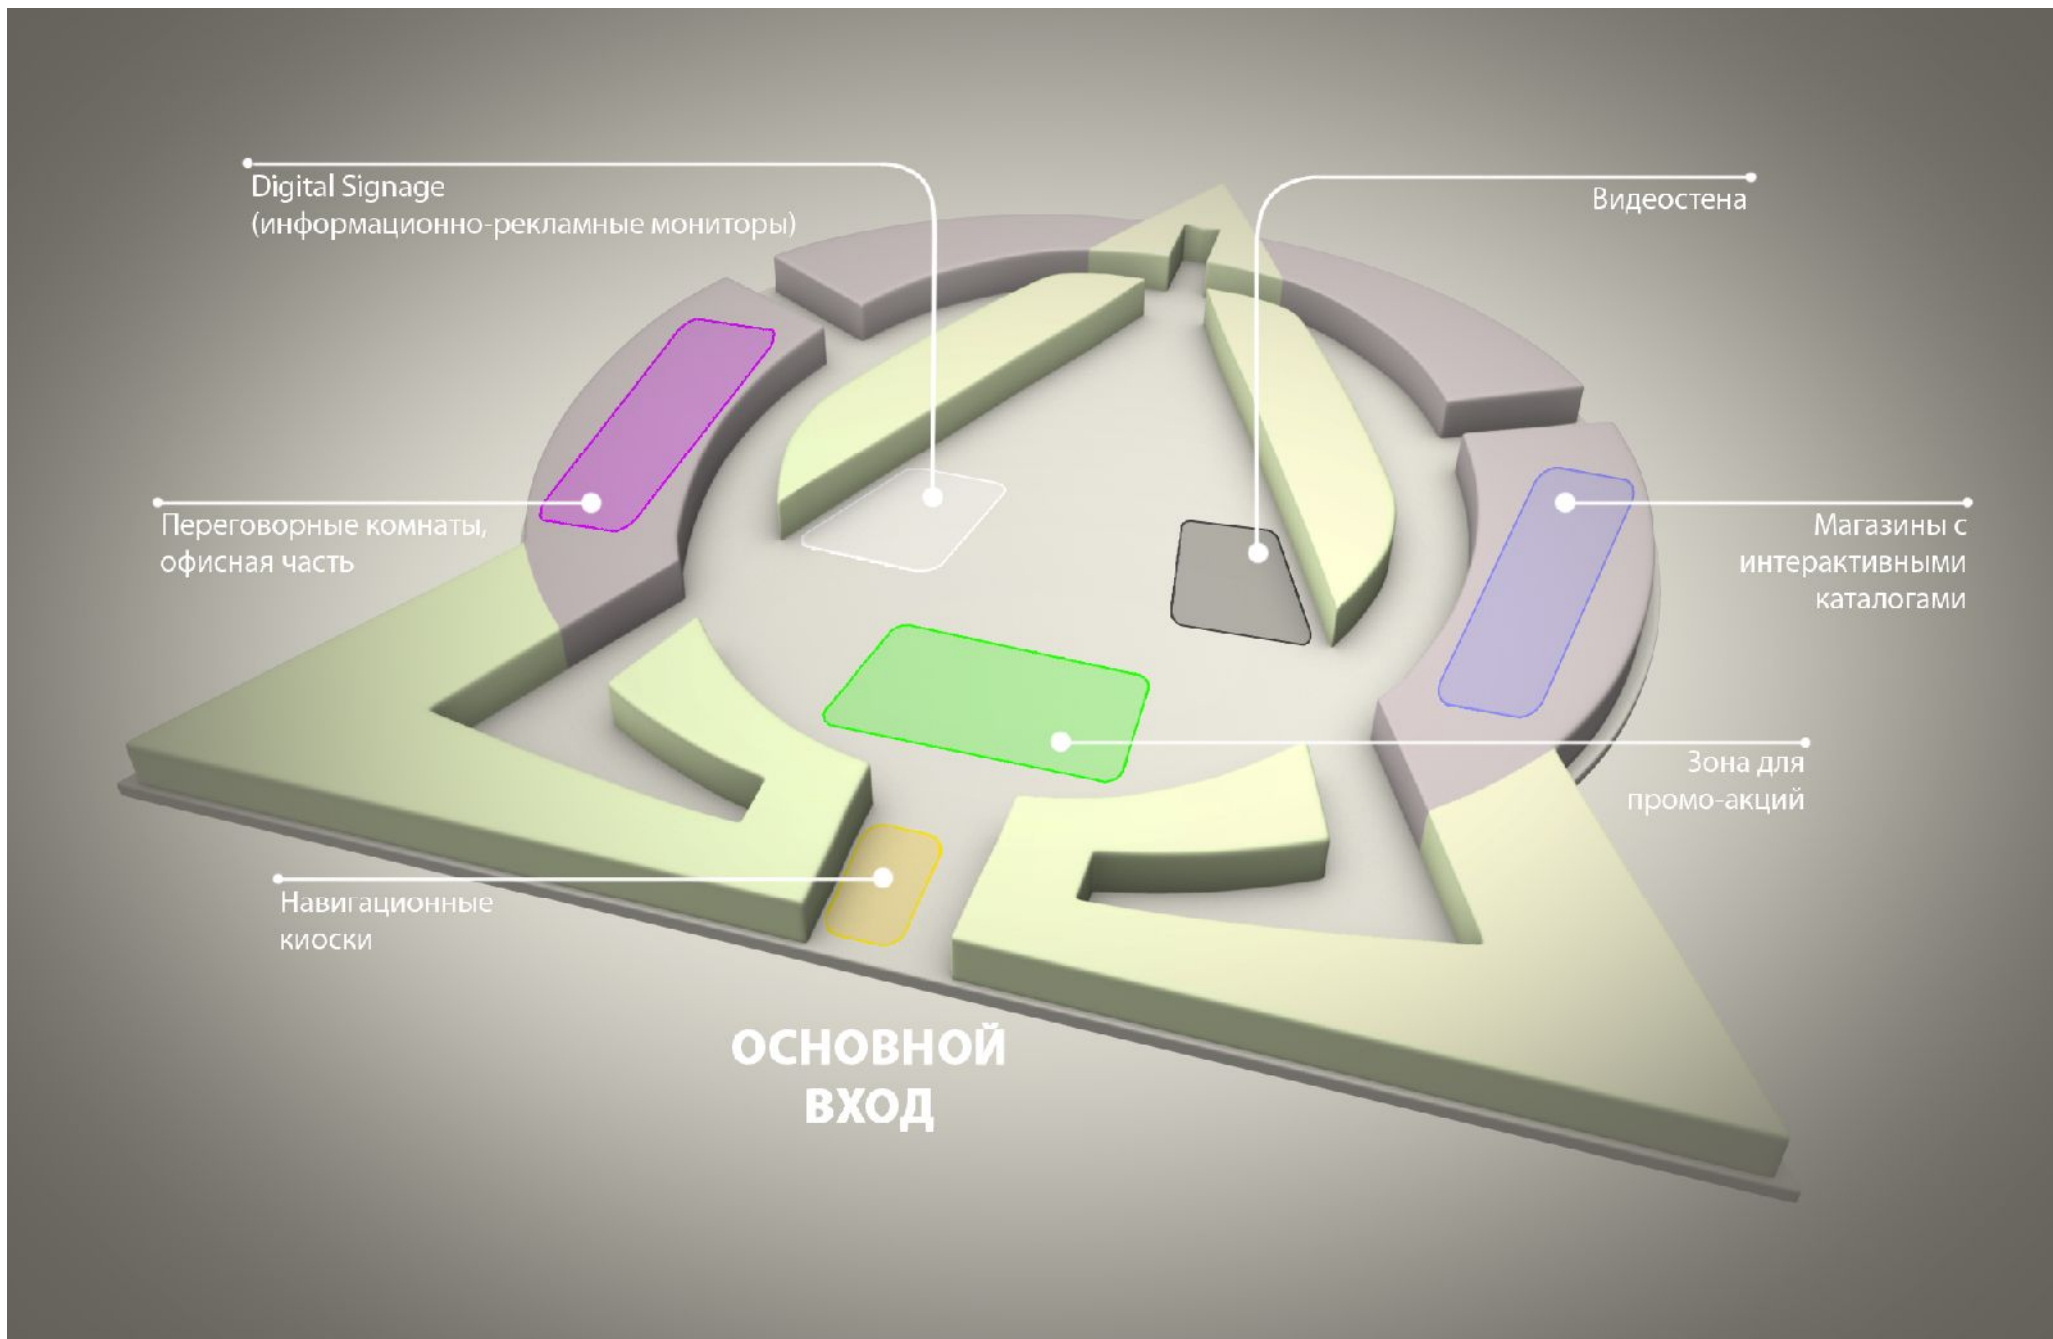 Digital Signage
(информационно-рекламные мониторы)
Видеостена
Переговорные комнаты,
офисная часть
Магазины с
интерактивными
каталогами
Зона для
промо-акций
Навигационные
киоски
ОСНОВНОЙ
ВХОД